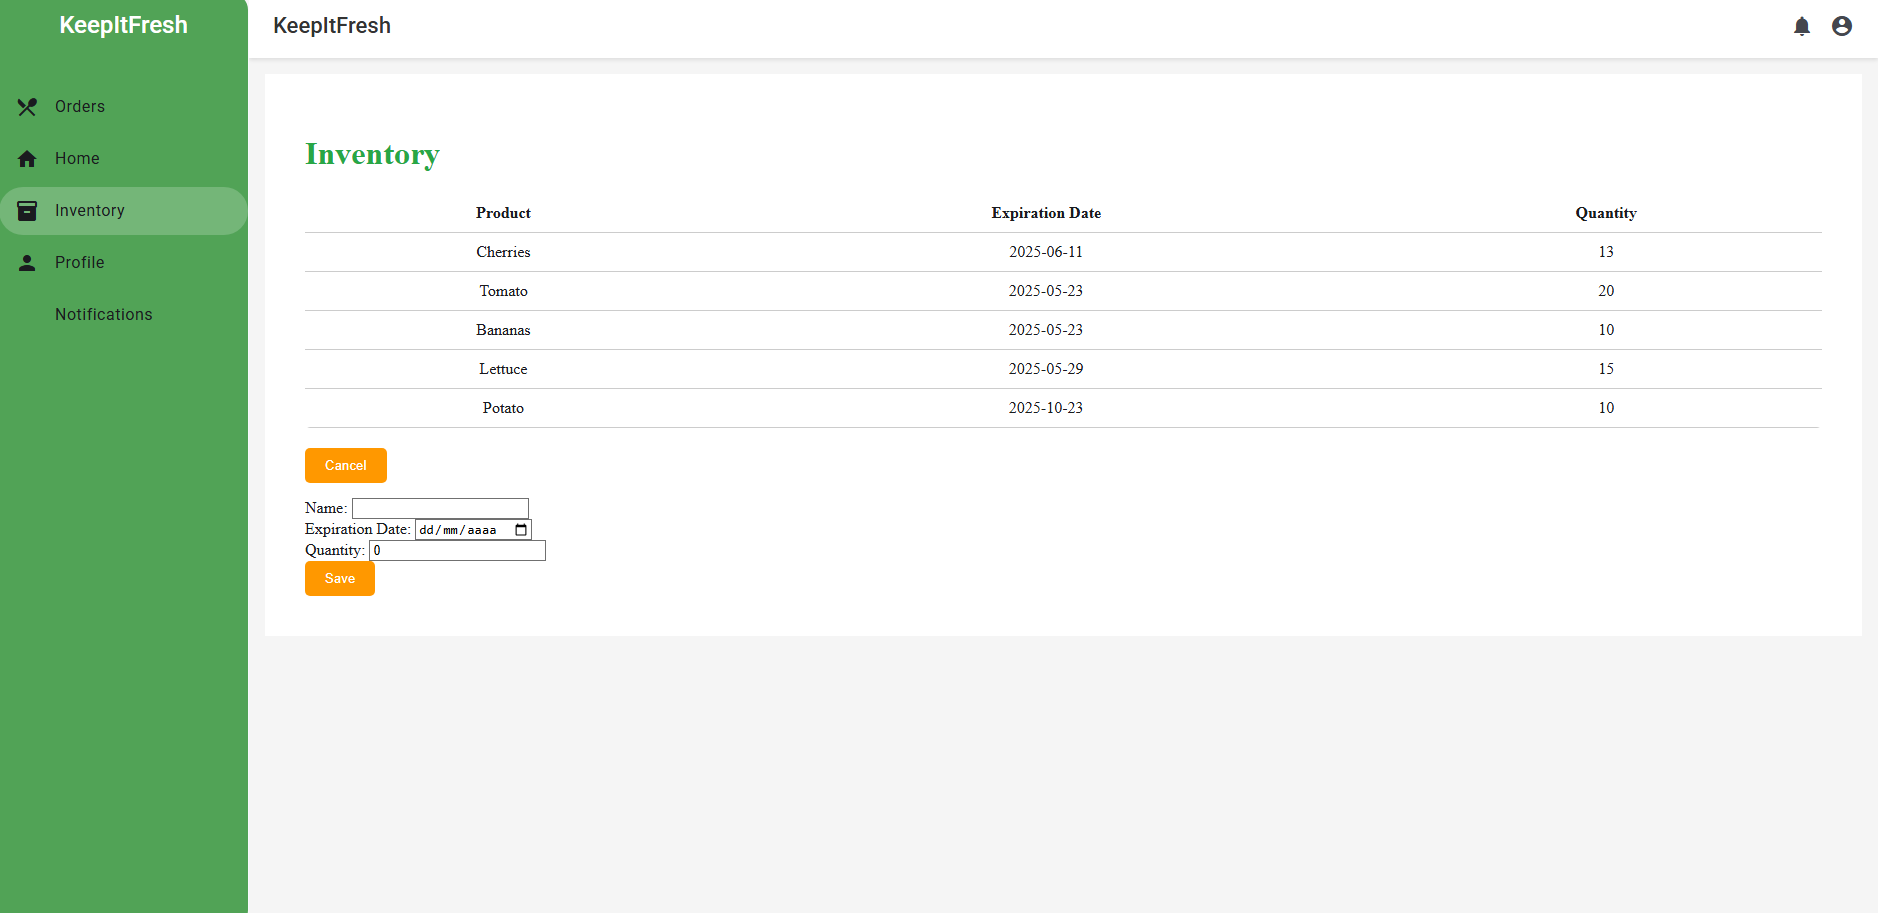 KeepItFresh
KeepItFresh
Orders
Home
Inventory
Profile
Notifications
Inventory
Product Expiration Date Quantity
Cherries 2025-06-11 13
Tomato 2025-05-23 20
Bananas 2025-05-23 10
Lettuce 2025-05-29 15
Potato 2025-10-23 10
Cancel
Name:
Expiration Date: dd/mm/aaaa
Quantity: 0
Save